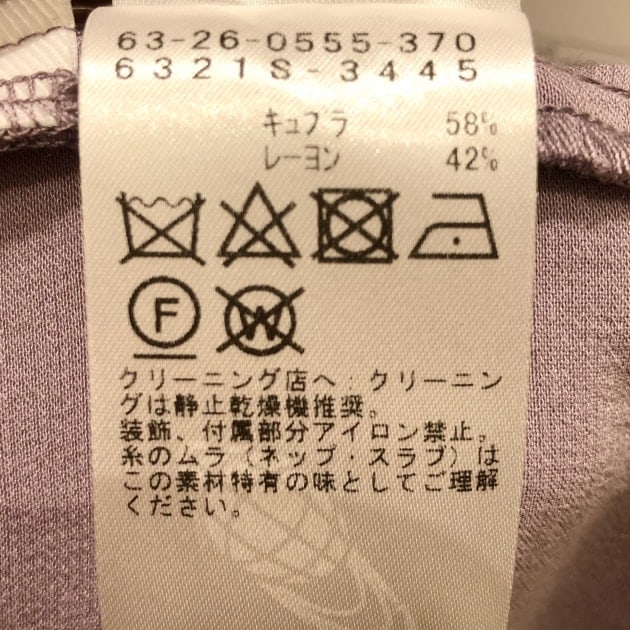 63-26-0555-370
6321S-3445
キュプラ 58%
レーヨン 42%
F W
クリーニング店へ:クリーニン
グは静止乾燥機推奨。
装飾、付属部分アイロン禁止。
糸のムラ(ネップ・スラブ)は
この素材特有の味としてご理解
ください。